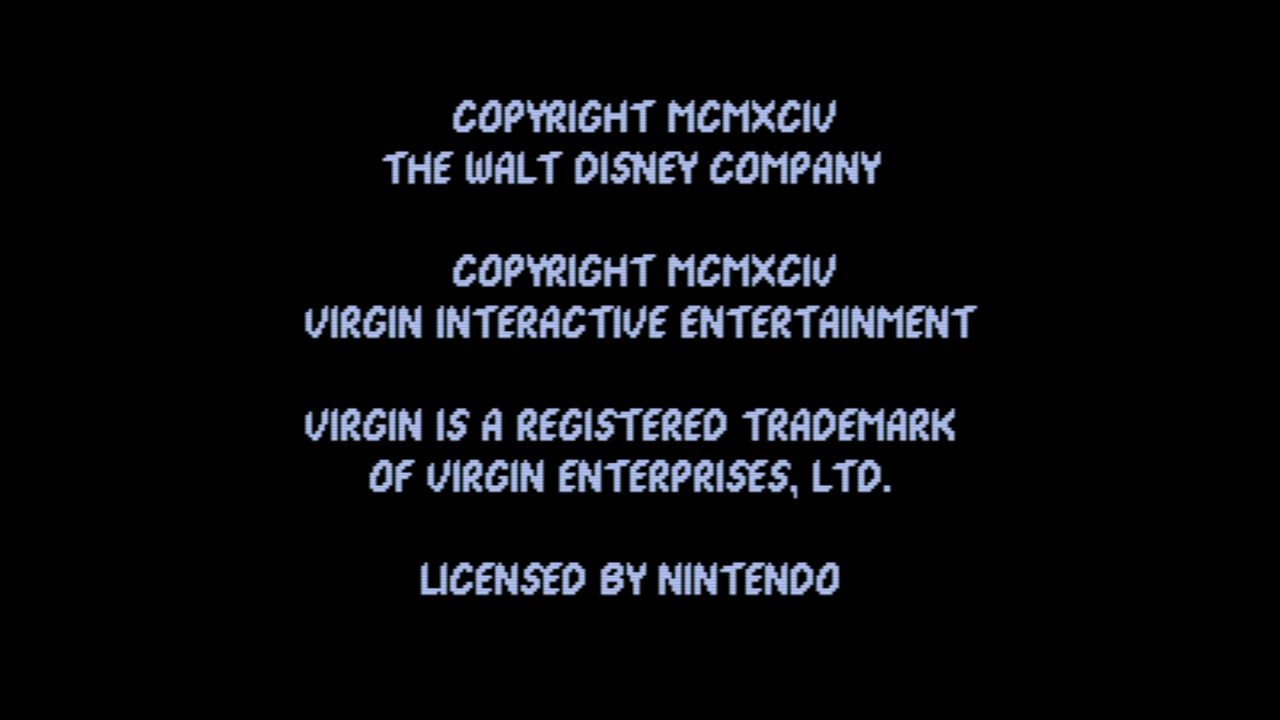 COPYRIGHT MCMXCIV
THE WALT DISNEY COMPANY
COPYRIGHT MCMXCIV
VIRGIN INTERACTIVE ENTERTAINMENT
VIRGIN IS A REGISTERED TRADEMARK
OF VIRGIN ENTERPRISES, LTD.
LICENSED BY NINTENDO